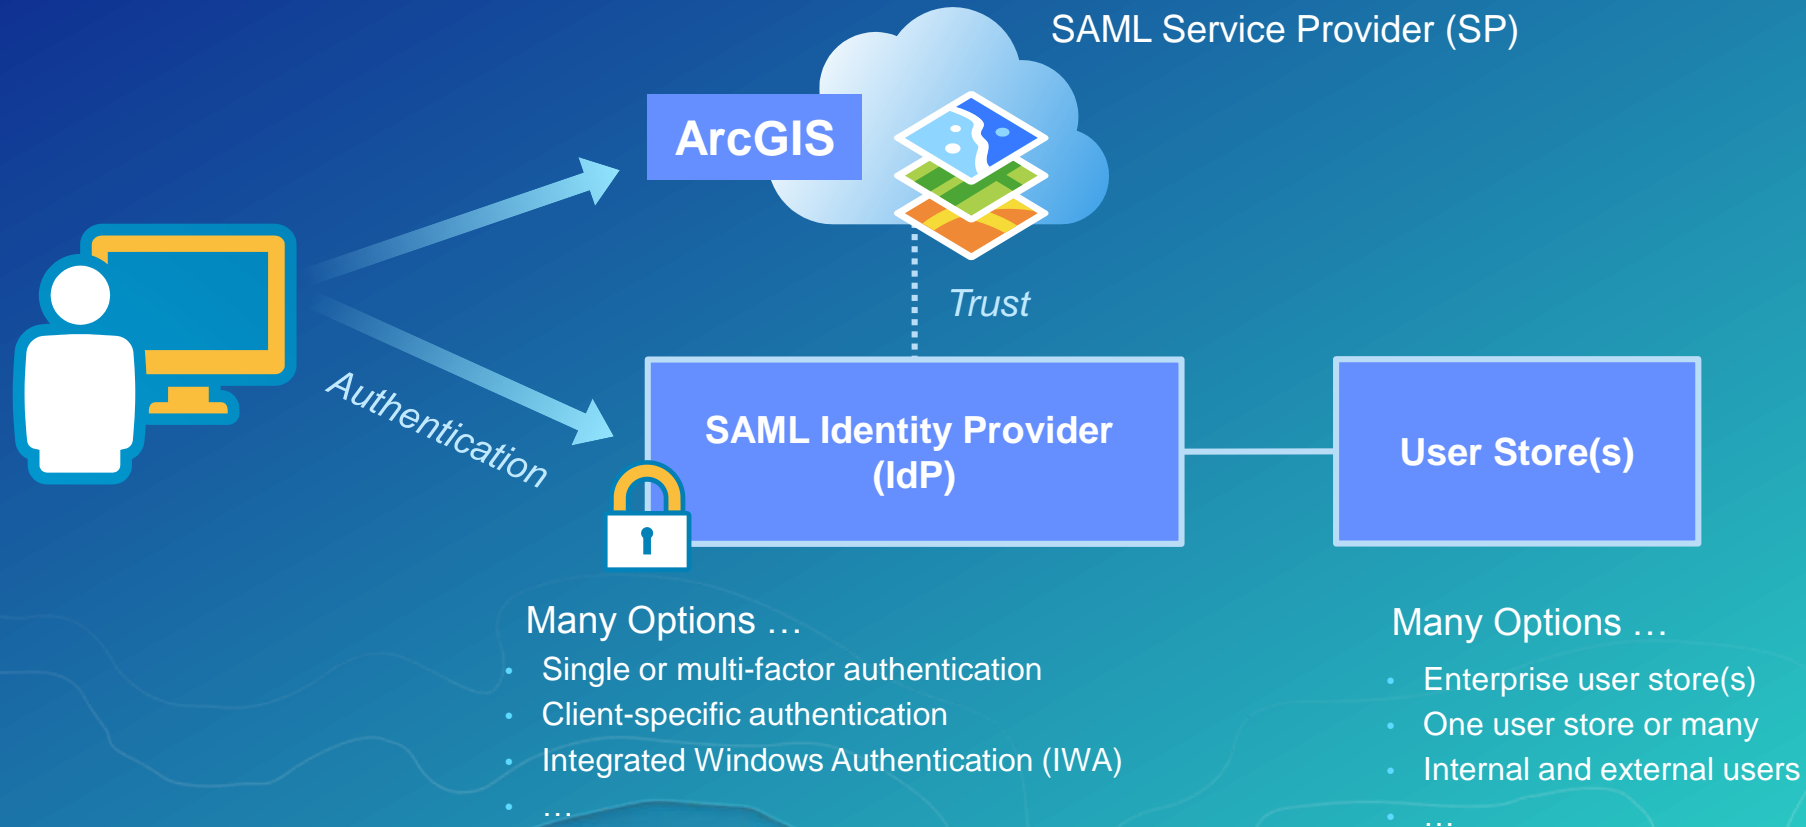 SAML Service Provider (SP)
ArcGIS
Trust
Authentication
SAML Identity Provider
(IdP)
User Store(s)
Many Options …
• Single or multi-factor authentication
• Client-specific authentication
• Integrated Windows Authentication (IWA)
• …
Many Options …
• Enterprise user store(s)
• One user store or many
• Internal and external users
• …